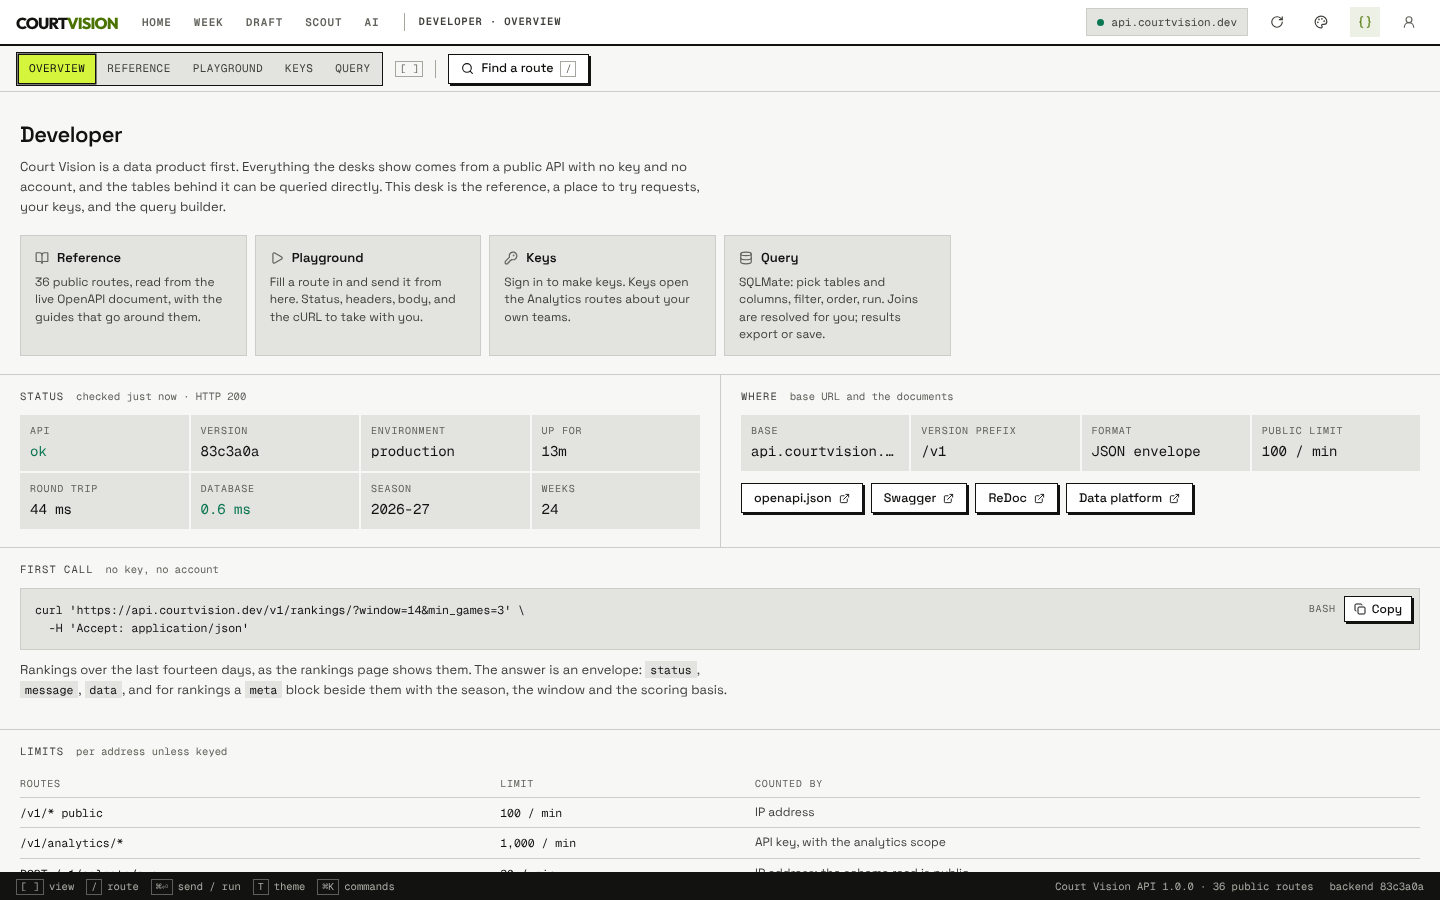 COURTVISION HOME WEEK DRAFT SCOUT AI DEVELOPER · OVERVIEW api.courtvision.dev { }
OVERVIEW REFERENCE PLAYGROUND KEYS QUERY [ ] Find a route /
Developer
Court Vision is a data product first. Everything the desks show comes from a public API with no key and no
account, and the tables behind it can be queried directly. This desk is the reference, a place to try requests,
your keys, and the query builder.
Reference
36 public routes, read from the
live OpenAPI document, with the
guides that go around them.
Playground
Fill a route in and send it from
here. Status, headers, body, and
the cURL to take with you.
Keys
Sign in to make keys. Keys open
the Analytics routes about your
own teams.
Query
SQLMate: pick tables and
columns, filter, order, run. Joins
are resolved for you; results
export or save.
STATUS checked just now · HTTP 200
API VERSION ENVIRONMENT UP FOR
ok 83c3a0a production 13m
ROUND TRIP DATABASE SEASON WEEKS
44 ms 0.6 ms 2026-27 24
WHERE base URL and the documents
BASE VERSION PREFIX FORMAT PUBLIC LIMIT
api.courtvision.… /v1 JSON envelope 100 / min
openapi.json Swagger ReDoc Data platform
FIRST CALL no key, no account
curl 'https://api.courtvision.dev/v1/rankings/?window=14&min_games=3' \
-H 'Accept: application/json'
BASH Copy
Rankings over the last fourteen days, as the rankings page shows them. The answer is an envelope: status,
message, data, and for rankings a meta block beside them with the season, the window and the scoring basis.
LIMITS per address unless keyed
ROUTES LIMIT COUNTED BY
/v1/* public 100 / min IP address
/v1/analytics/* 1,000 / min API key, with the analytics scope
[ ] view / route ⌘⏎ send / run T theme ⌘K commands Court Vision API 1.0.0 · 36 public routes backend 83c3a0a